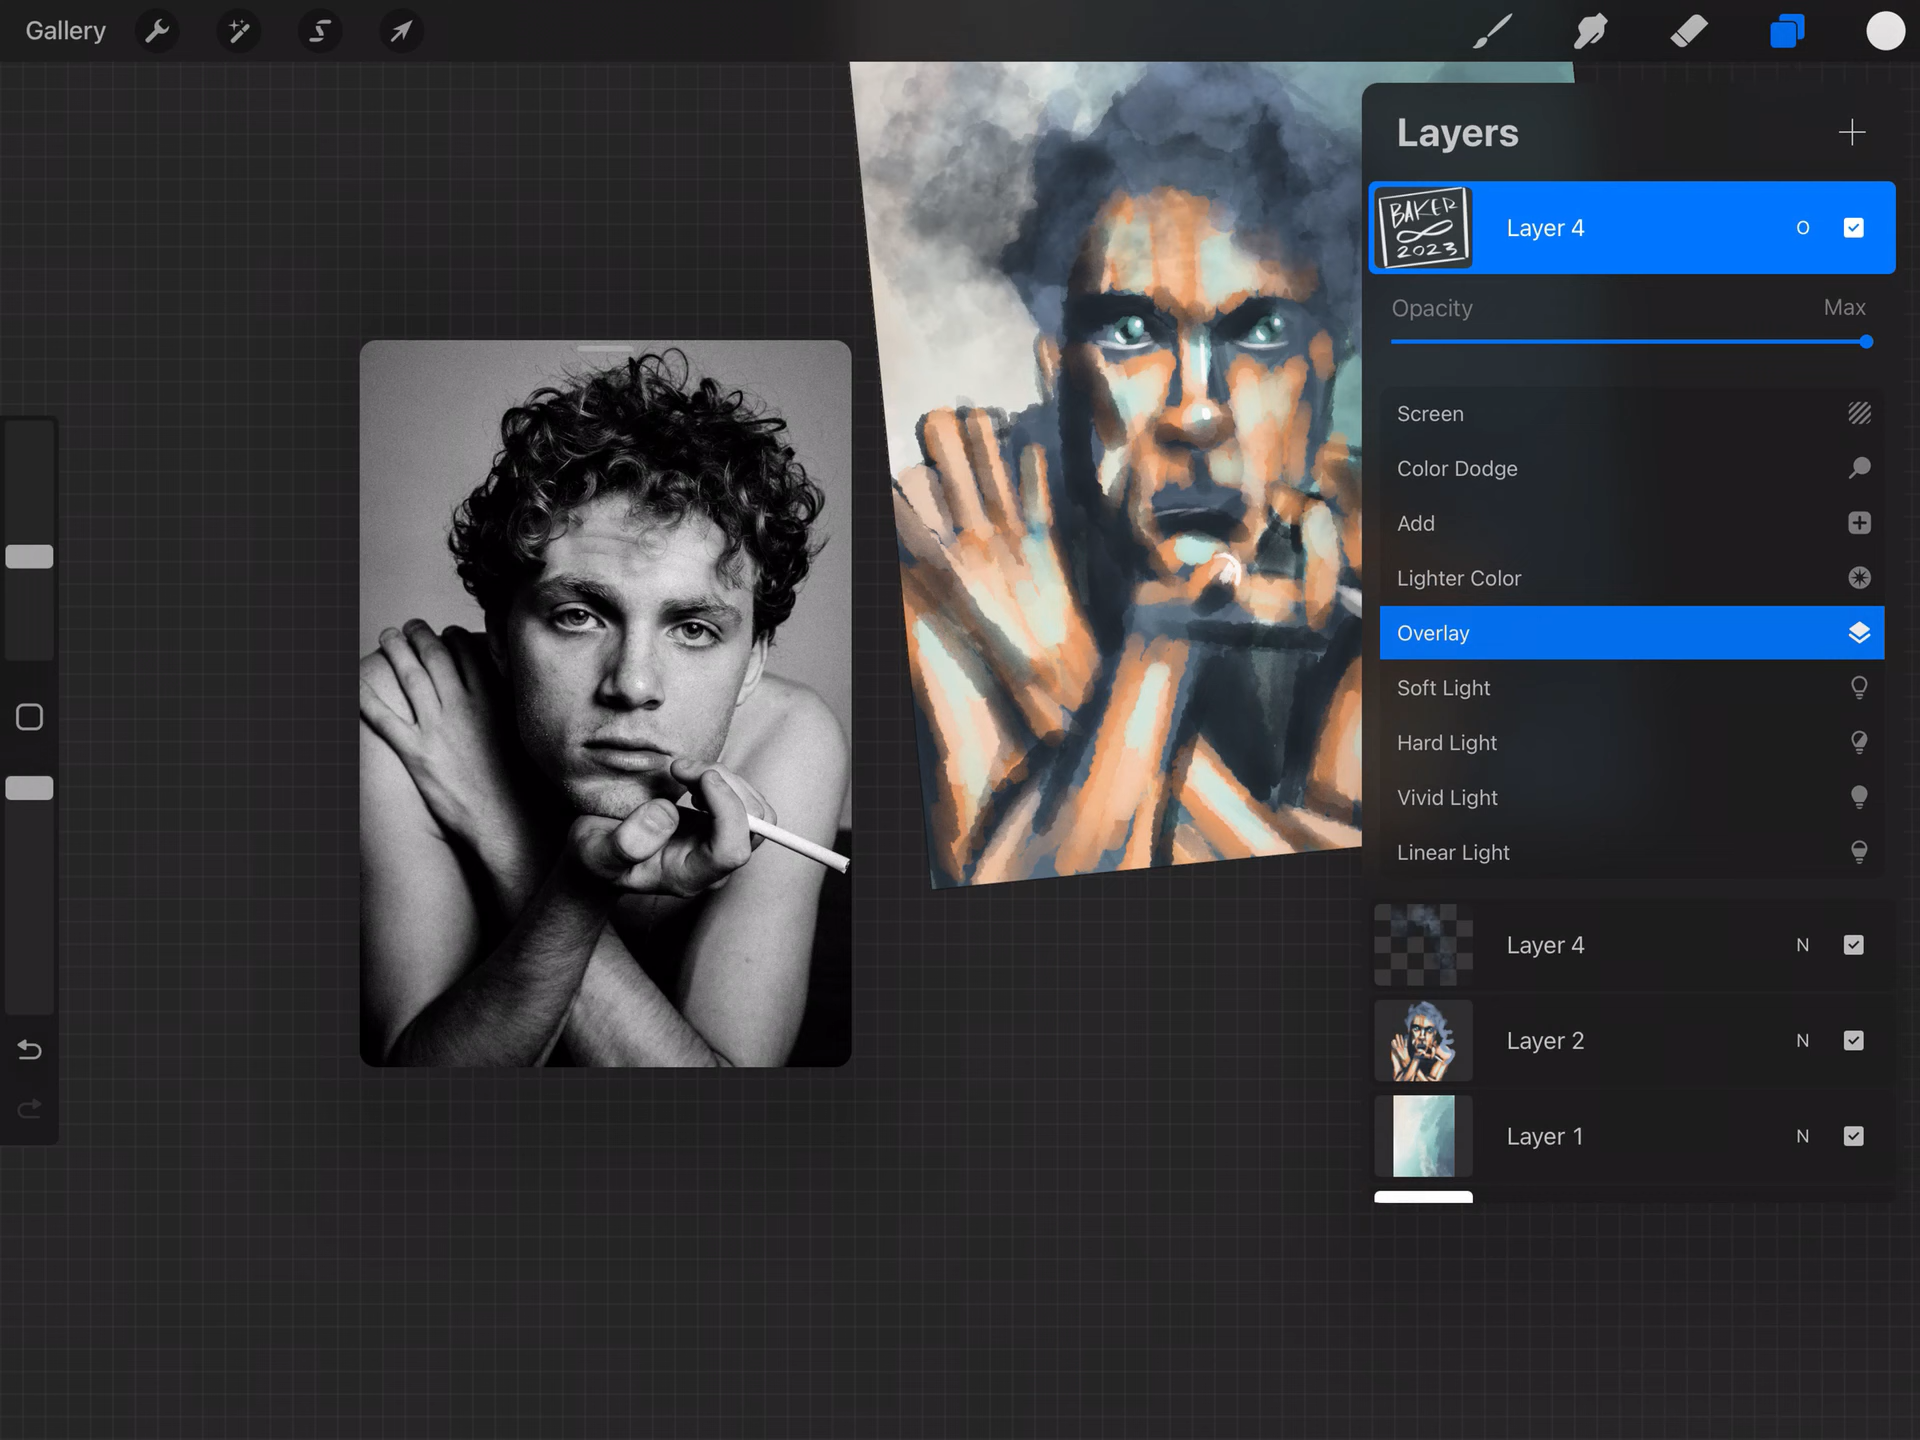 Gallery
Layers
BAKER
2023
Layer 4
O
Opacity
Max
Screen
Color Dodge
Add
Lighter Color
Overlay
Soft Light
Hard Light
Vivid Light
Linear Light
Layer 4
N
Layer 2
N
Layer 1
N